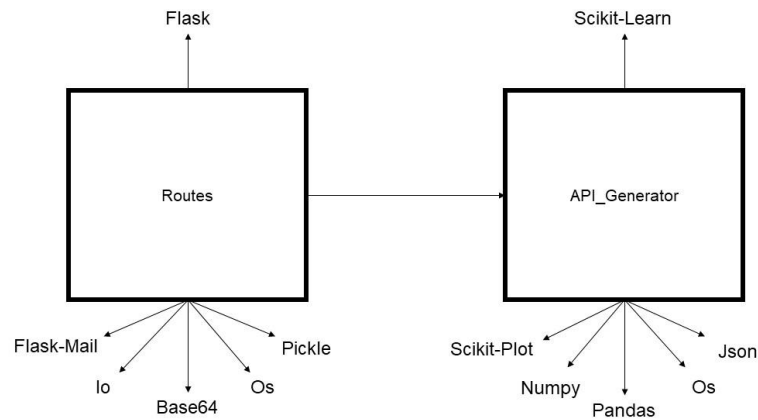 Flask
Scikit-Learn
Routes
API_Generator
Flask-Mail
Io
Base64
Os
Pickle
Scikit-Plot
Numpy
Pandas
Os
Json